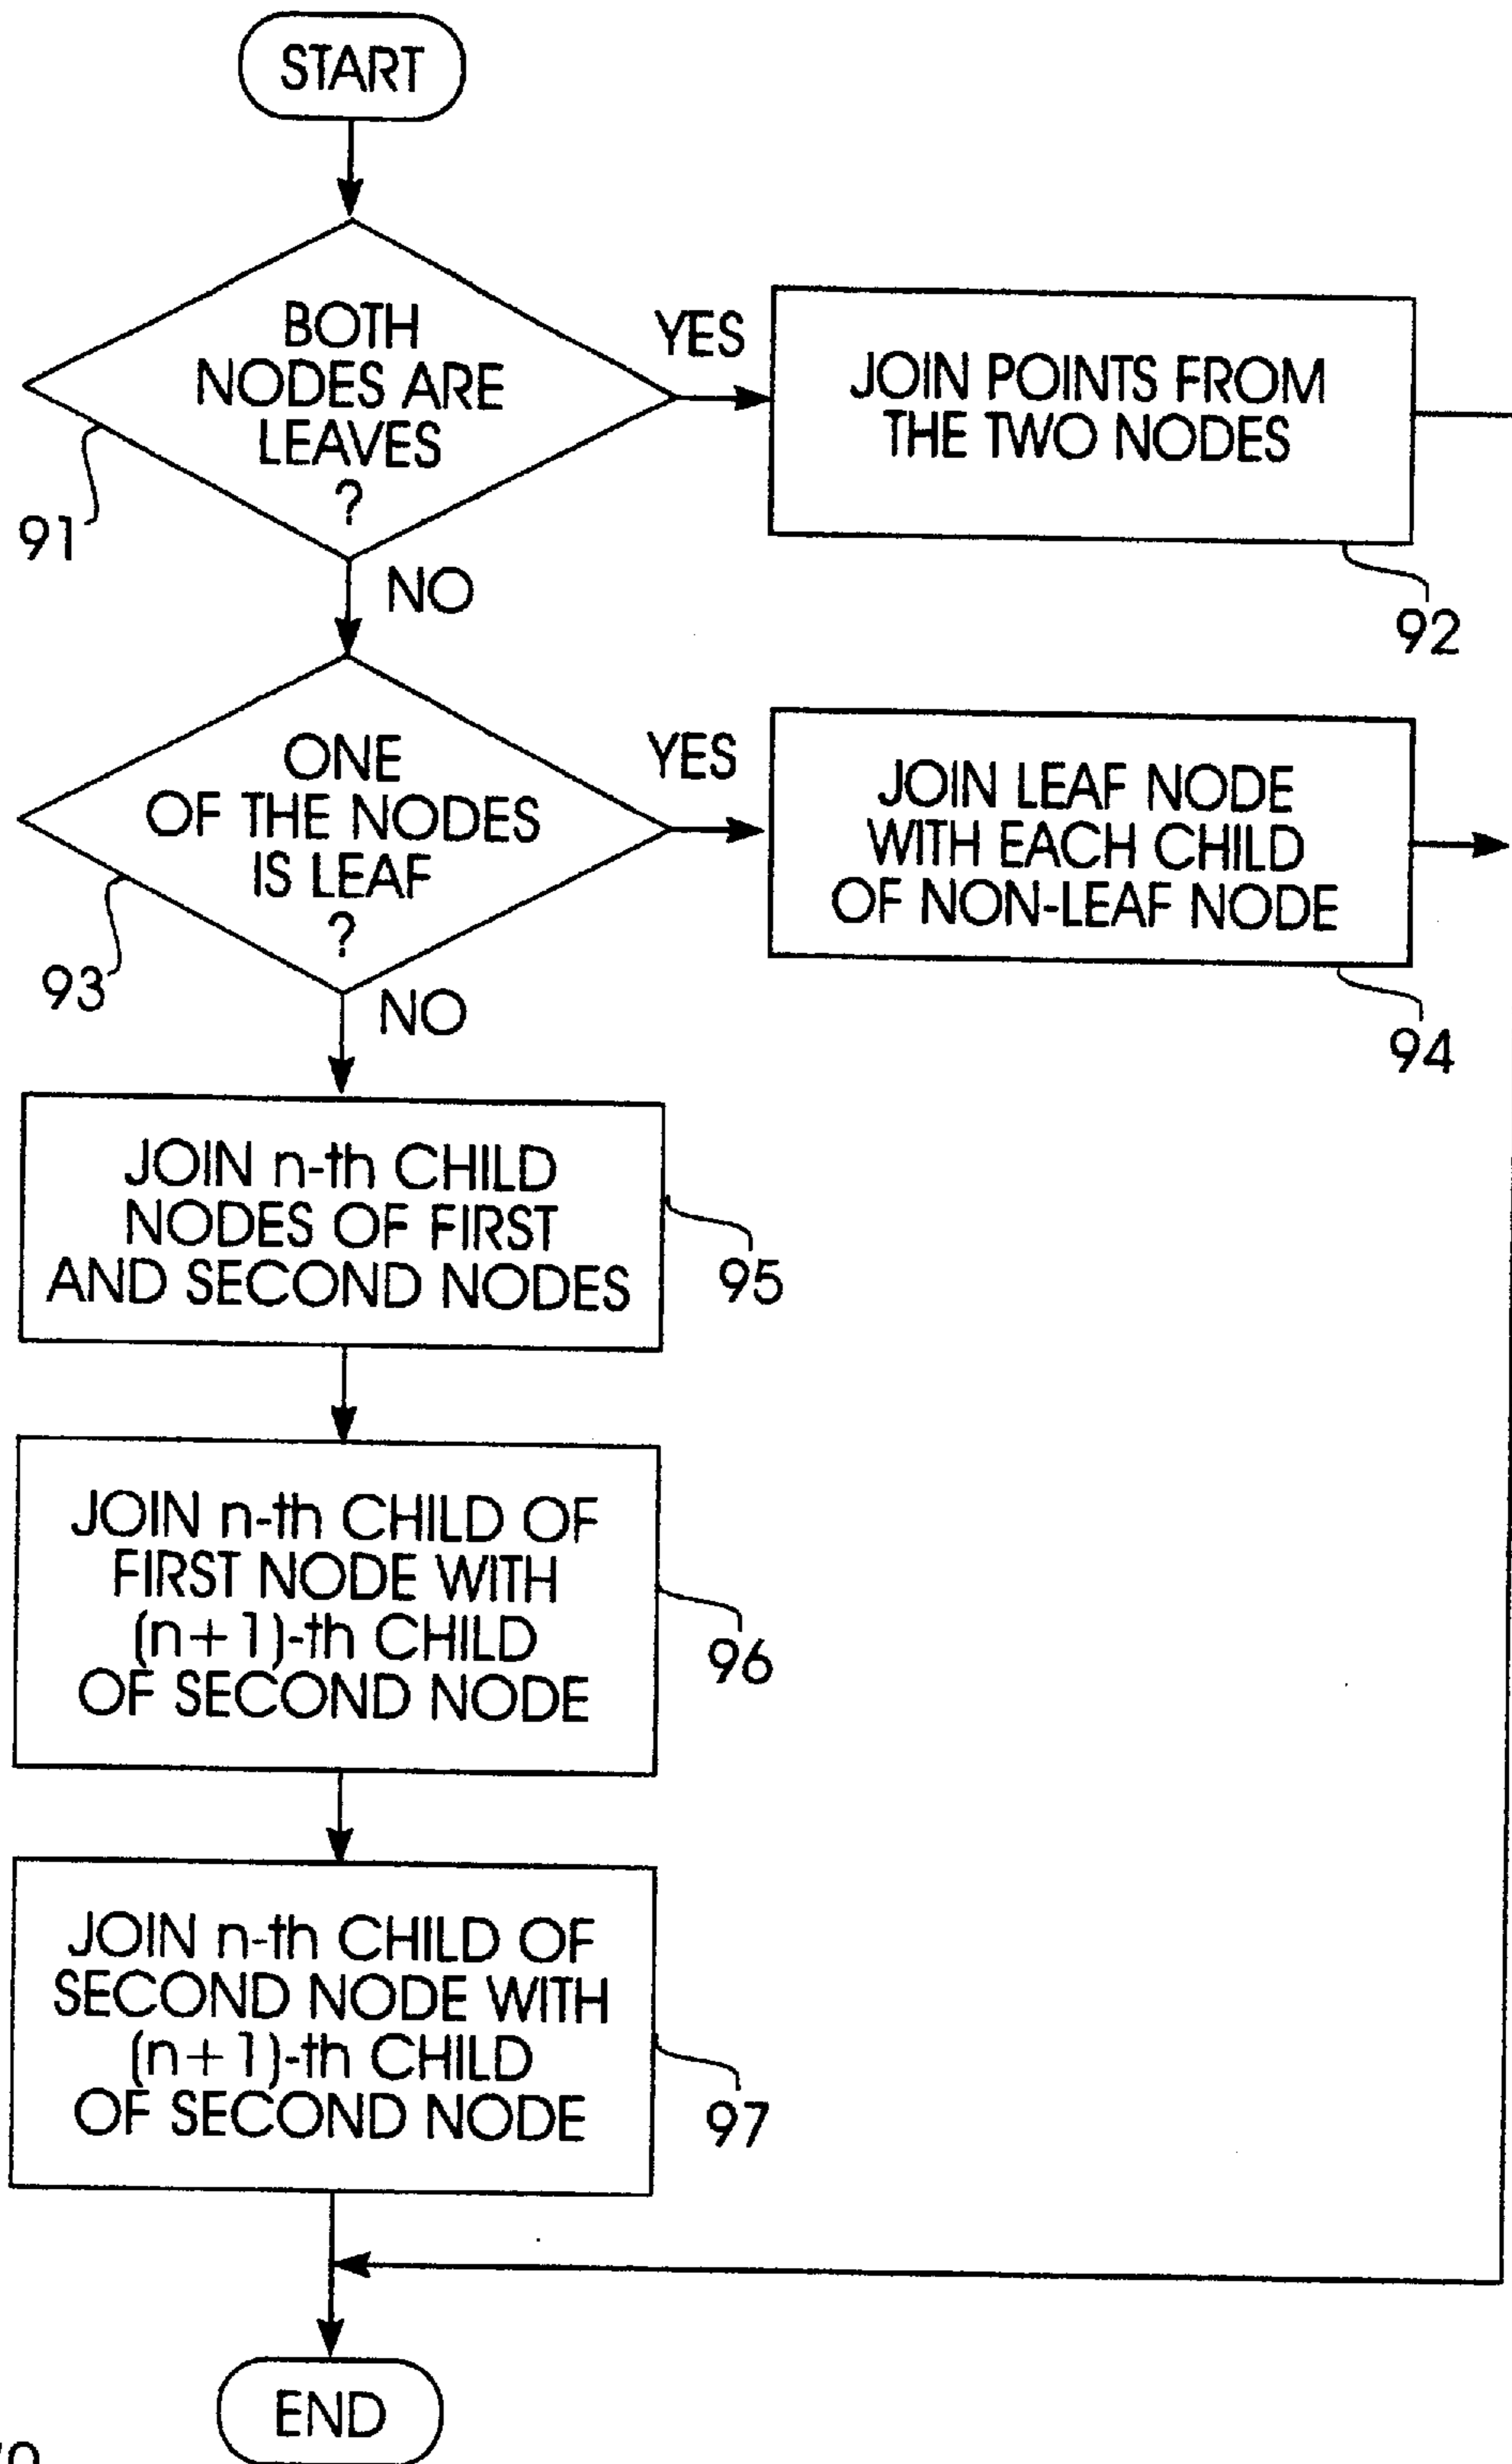 START
BOTH
NODES ARE
LEAVES
?
YES
JOIN POINTS FROM
THE TWO NODES
91
NO
92
ONE
OF THE NODES
IS LEAF
?
YES
JOIN LEAF NODE
WITH EACH CHILD
OF NON-LEAF NODE
93
NO
94
JOIN n-th CHILD
NODES OF FIRST
AND SECOND NODES
95
JOIN n-th CHILD OF
FIRST NODE WITH
(n+1)-th CHILD
OF SECOND NODE
96
JOIN n-th CHILD OF
SECOND NODE WITH
(n+1)-th CHILD
OF SECOND NODE
97
END